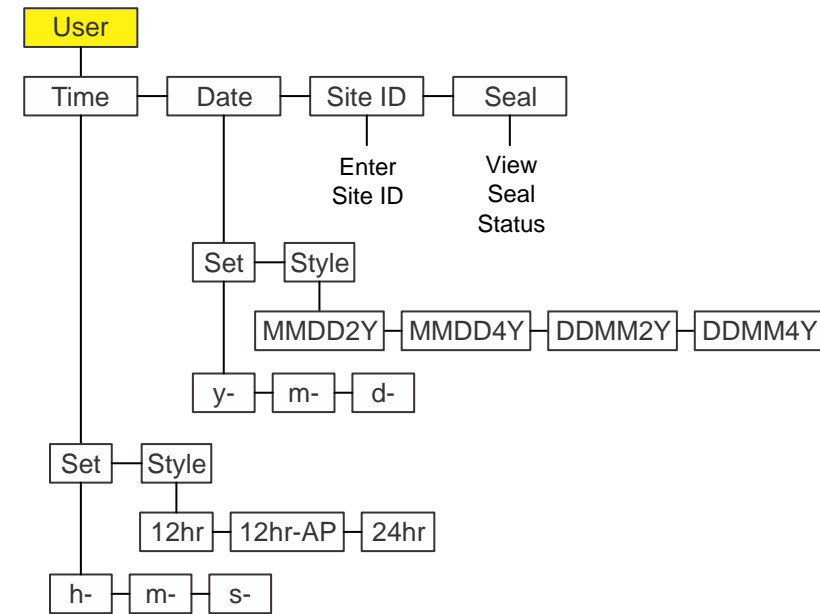 User
Time Date Site ID Seal
Enter
Site ID
View
Seal
Status
Set Style
MMDD2Y MMDD4Y DDMM2Y DDMM4Y
y- m- d-
Set Style
12hr 12hr-AP 24hr
h- m- s-